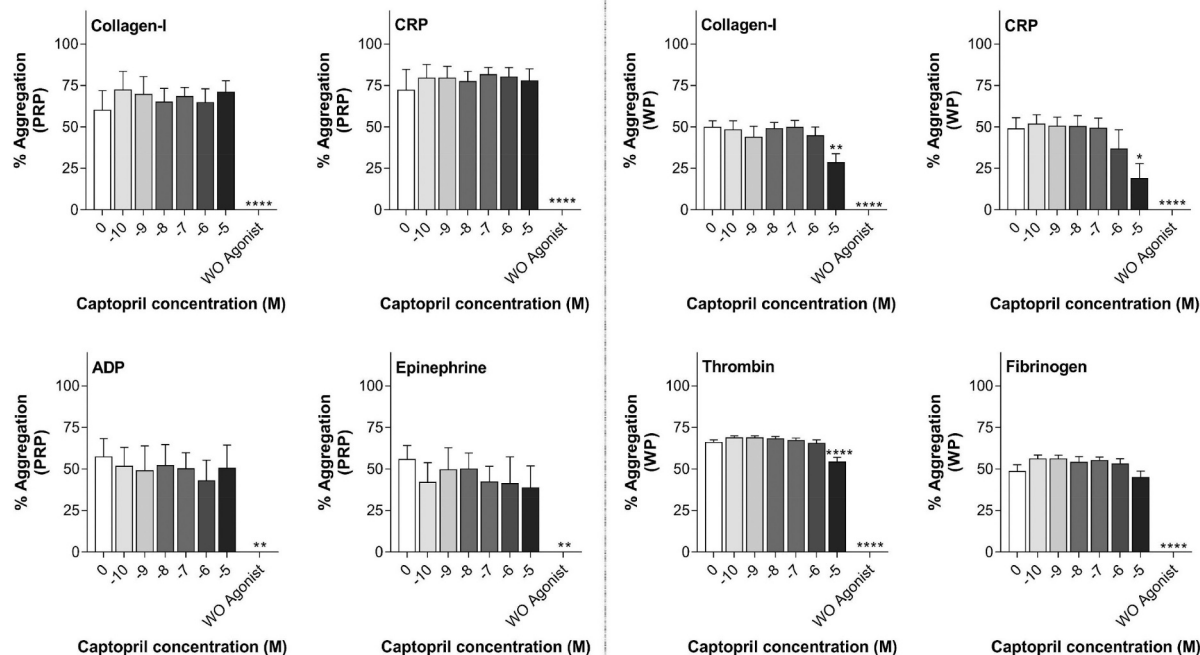 Collagen-I
% Aggregation
(PRP)
100
75
50
25
0
****
0
-10
-9
-8
-7
-6
-5
WO Agonist
Captopril concentration (M)
CRP
% Aggregation
(PRP)
100
75
50
25
0
****
0
-10
-9
-8
-7
-6
-5
WO Agonist
Captopril concentration (M)
Collagen-I
% Aggregation
(WP)
100
75
50
25
0
**
****
0
-10
-9
-8
-7
-6
-5
WO Agonist
Captopril concentration (M)
CRP
% Aggregation
(WP)
100
75
50
25
0
*
****
0
-10
-9
-8
-7
-6
-5
WO Agonist
Captopril concentration (M)
ADP
% Aggregation
(PRP)
100
75
50
25
0
**
0
-10
-9
-8
-7
-6
-5
WO Agonist
Captopril concentration (M)
Epinephrine
% Aggregation
(PRP)
100
75
50
25
0
**
0
-10
-9
-8
-7
-6
-5
WO Agonist
Captopril concentration (M)
Thrombin
% Aggregation
(WP)
100
75
50
25
0
****
****
0
-10
-9
-8
-7
-6
-5
WO Agonist
Captopril concentration (M)
Fibrinogen
% Aggregation
(WP)
100
75
50
25
0
****
0
-10
-9
-8
-7
-6
-5
WO Agonist
Captopril concentration (M)